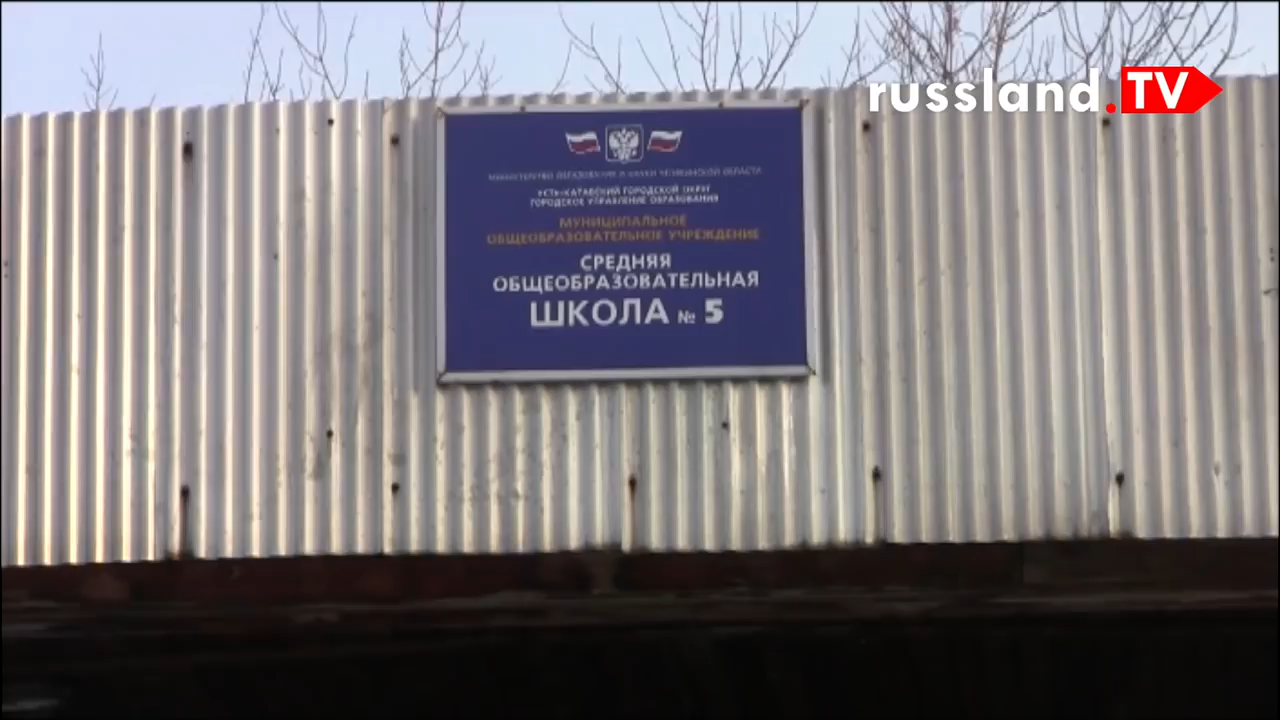 russland.TV
МИНИСТЕРСТВО ОБРАЗОВАНИЯ И НАУКИ ЧЕЛЯБИНСКОЙ ОБЛАСТИ
УСТЬ-КАТАВСКИЙ ГОРОДСКОЙ ОКРУГ
ГОРОДСКОЕ УПРАВЛЕНИЕ ОБРАЗОВАНИЯ
МУНИЦИПАЛЬНОЕ
ОБЩЕОБРАЗОВАТЕЛЬНОЕ УЧРЕЖДЕНИЕ
СРЕДНЯЯ
ОБЩЕОБРАЗОВАТЕЛЬНАЯ
ШКОЛА № 5